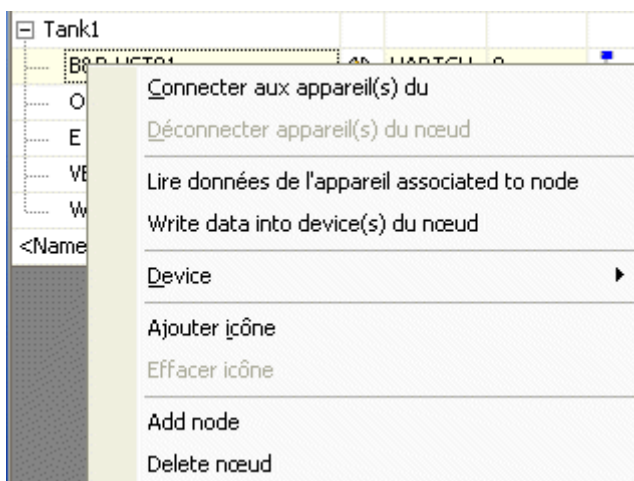 Tank1
Connecter aux appareil(s) du
O
Déconnecter appareil(s) du nœud
E
Lire données de l'appareil associated to node
Write data into device(s) du nœud
<Name
Device
Ajouter icône
Effacer icône
Add node
Delete nœud